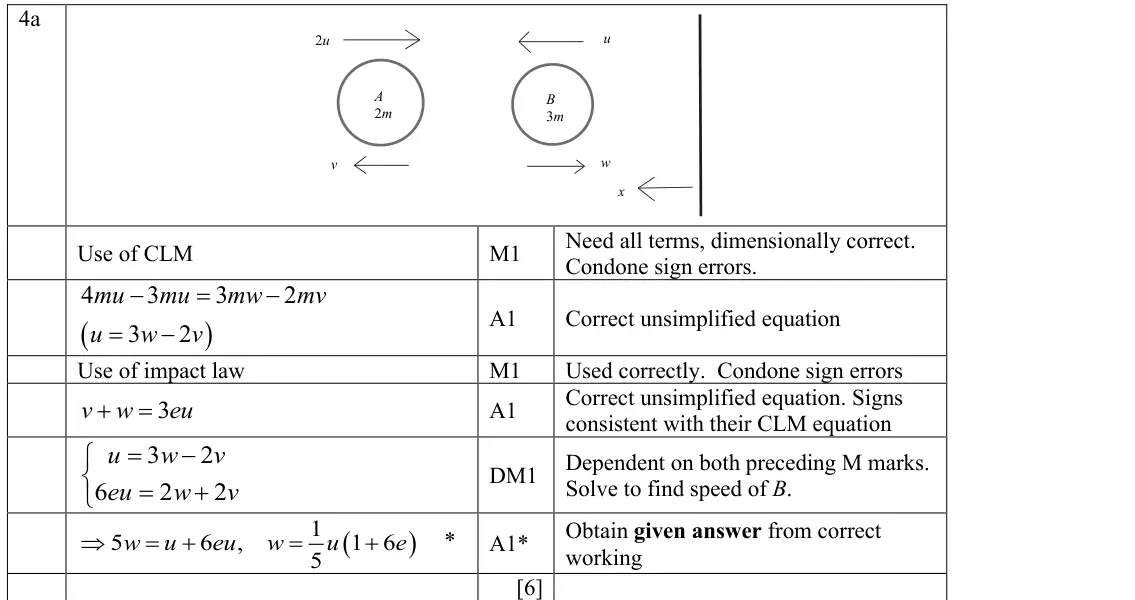 4a
2u
u
A
2m
B
3m
v
w
x
Use of CLM
M1
Need all terms, dimensionally correct.
Condone sign errors.
4mu − 3mu = 3mw − 2mv
(u = 3w − 2v)
A1
Correct unsimplified equation
Use of impact law
M1
Used correctly.  Condone sign errors
v + w = 3eu
A1
Correct unsimplified equation. Signs
consistent with their CLM equation
u = 3w − 2v
6eu = 2w + 2v
DM1
Dependent on both preceding M marks.
Solve to find speed of B.
⇒ 5w = u + 6eu,   w = 1/5 u(1 + 6e)   *
A1*
Obtain given answer from correct
working
[6]